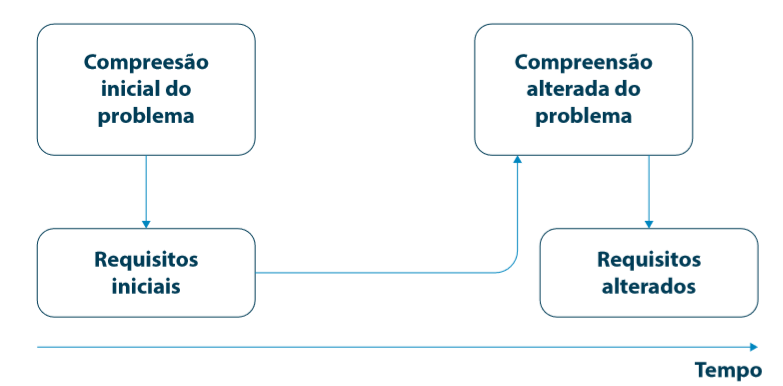 Compreesão
inicial do
problema
Compreensão
alterada do
problema
Requisitos
iniciais
Requisitos
alterados
Tempo